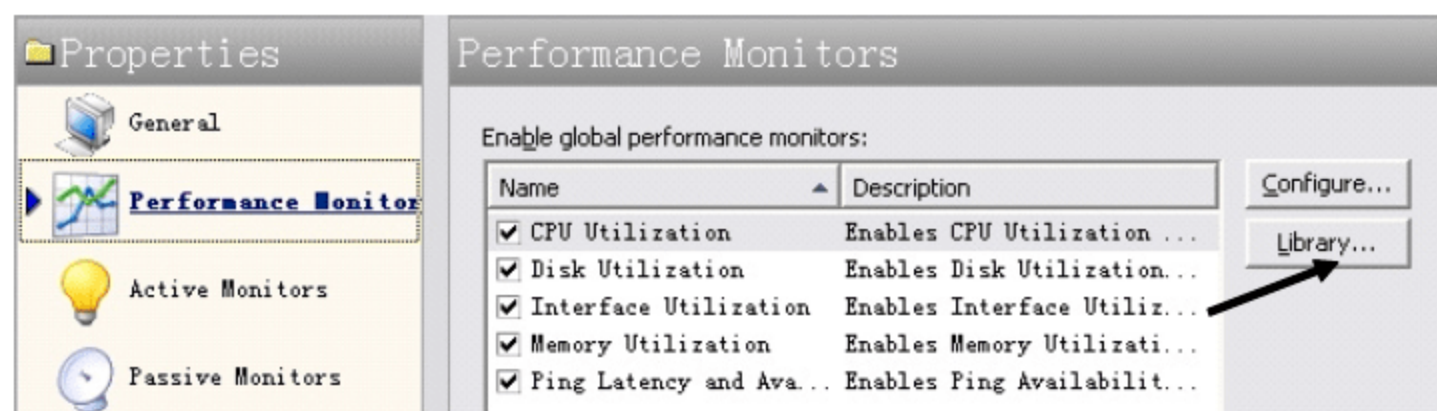 Properties
General
Performance Monitor
Active Monitors
Passive Monitors
Performance Monitors
Enable global performance monitors:
Name Description
CPU Utilization Enables CPU Utilization ...
Disk Utilization Enables Disk Utilization...
Interface Utilization Enables Interface Utiliz...
Memory Utilization Enables Memory Utilizati...
Ping Latency and Ava... Enables Ping Availabilit...
Configure...
Library...